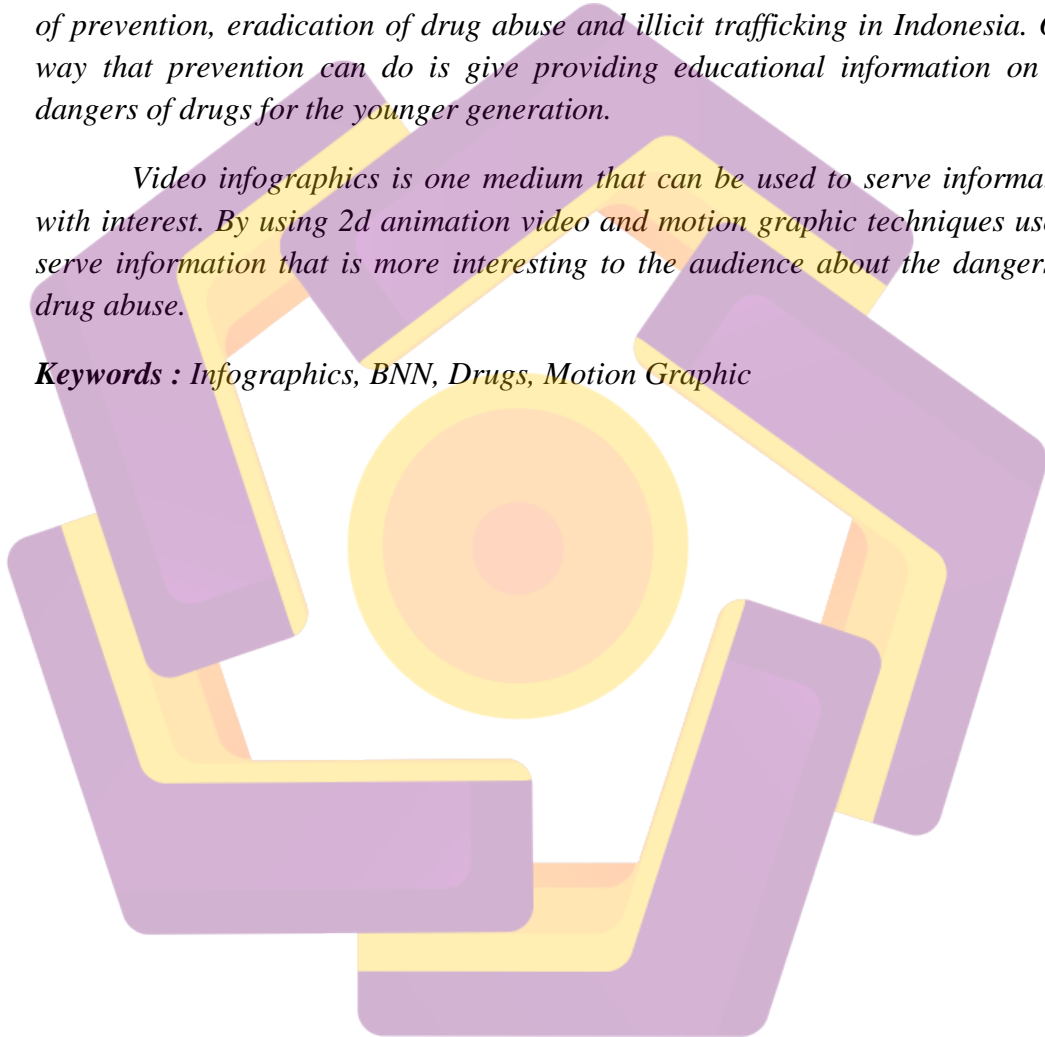 of prevention, eradication of drug abuse and illicit trafficking in Indonesia.
way that prevention can do is give providing educational information on
dangers of drugs for the younger generation.
Video infographics is one medium that can be used to serve
with interest. By using 2d animation video and motion graphic techniques
serve information that is more interesting to the audience about the
drug abuse.
Keywords : Infographics, BNN, Drugs, Motion Graphic